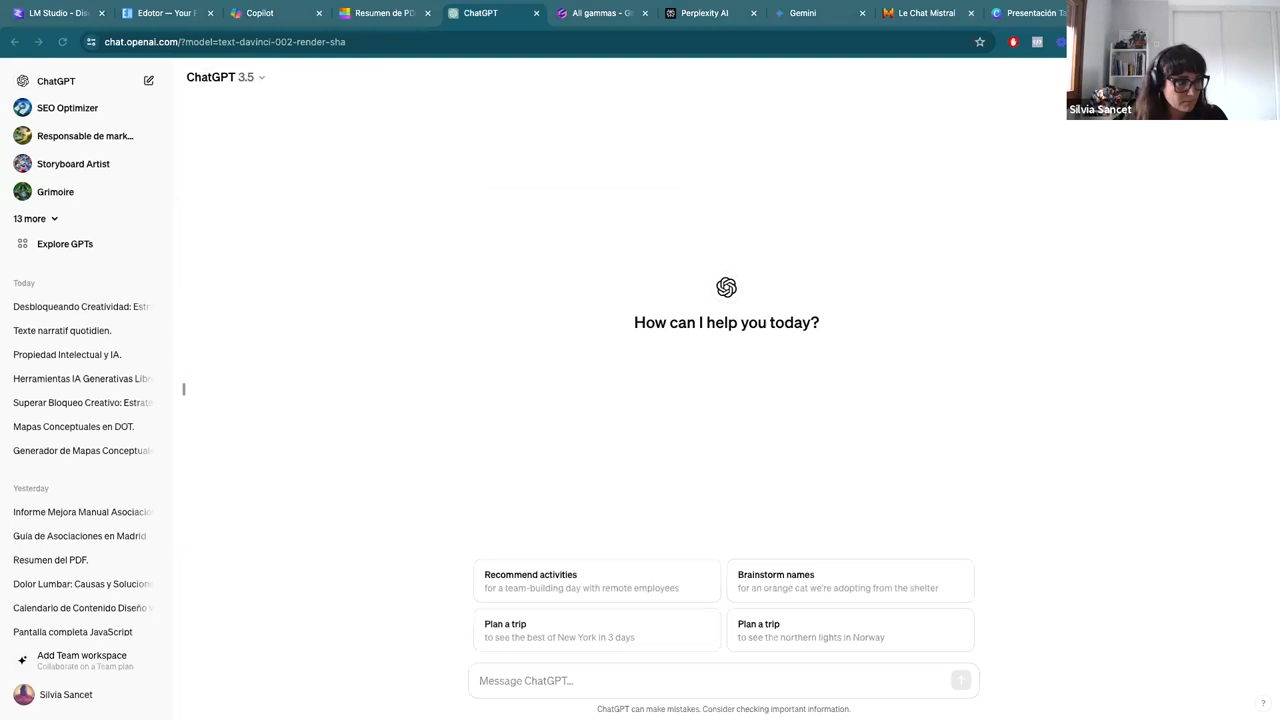 LM Studio - Dis
Edotor — Your F
Copilot
Resumen de PD
ChatGPT
All gammas - Ga
Perplexity AI
Gemini
Le Chat Mistral
Presentación Ta
chat.openai.com/?model=text-davinci-002-render-sha
Silvia Sancet
ChatGPT
SEO Optimizer
Responsable de mark...
Storyboard Artist
Grimoire
13 more
Explore GPTs
Today
Desbloqueando Creatividad: Estr
Texte narratif quotidien.
Propiedad Intelectual y IA.
Herramientas IA Generativas Lib
Superar Bloqueo Creativo: Estrate
Mapas Conceptuales en DOT.
Generador de Mapas Conceptual
Yesterday
Informe Mejora Manual Asociacio
Guía de Asociaciones en Madrid
Resumen del PDF.
Dolor Lumbar: Causas y Solucion
Calendario de Contenido Diseño
Pantalla completa JavaScript
Add Team workspace
Collaborate on a Team plan
Silvia Sancet
ChatGPT 3.5
How can I help you today?
Recommend activities
for a team-building day with remote employees
Brainstorm names
for an orange cat we're adopting from the shelter
Plan a trip
to see the best of New York in 3 days
Plan a trip
to see the northern lights in Norway
Message ChatGPT...
ChatGPT can make mistakes. Consider checking important information.
?